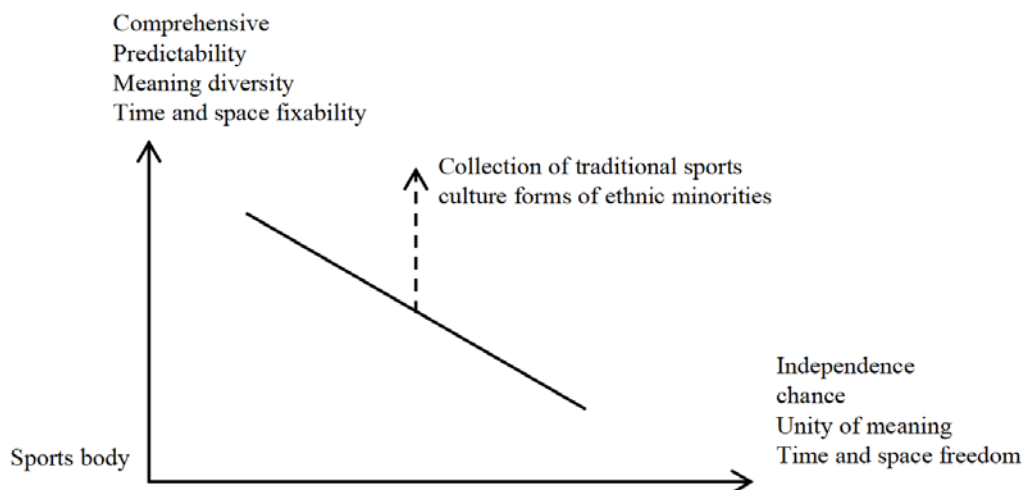 Comprehensive
Predictability
Meaning diversity
Time and space fixability
Collection of traditional sports
culture forms of ethnic minorities
Independence
chance
Unity of meaning
Time and space freedom
Sports body